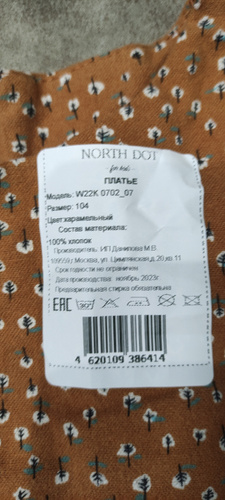 NORTH DOT
for kids
ПЛАТЬЕ
Модель: W22K 0702_07
Размер: 104
Цвет:карамельный
Состав материала:
100% хлопок
Производитель: ИП Данилова М.В.
109559,г.Москва, ул. Цимлянская,д.20,кв.11
Срок годности не ограничен
Дата производства: ноябрь 2023г
Предварительная стирка обязательна
EAC 30°
4 620109 386414